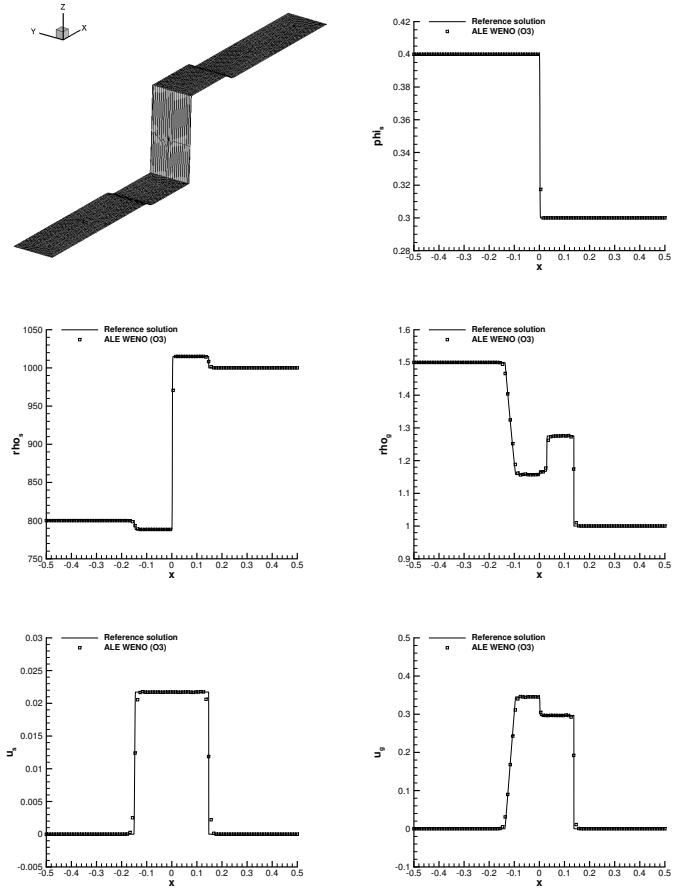 Z
Y
X
Reference solution
ALE WENO (O3)
phi_s
0.42
0.4
0.38
0.36
0.34
0.32
0.3
0.28
-0.5 -0.4 -0.3 -0.2 -0.1 0 0.1 0.2 0.3 0.4 0.5
x
Reference solution
ALE WENO (O3)
rho_s
1050
1000
950
900
850
800
750
-0.5 -0.4 -0.3 -0.2 -0.1 0 0.1 0.2 0.3 0.4 0.5
x
Reference solution
ALE WENO (O3)
rho_g
1.6
1.5
1.4
1.3
1.2
1.1
1
0.9
-0.5 -0.4 -0.3 -0.2 -0.1 0 0.1 0.2 0.3 0.4 0.5
x
Reference solution
ALE WENO (O3)
u_s
0.03
0.025
0.02
0.015
0.01
0.005
0
-0.005
-0.5 -0.4 -0.3 -0.2 -0.1 0 0.1 0.2 0.3 0.4 0.5
x
Reference solution
ALE WENO (O3)
u_g
0.5
0.4
0.3
0.2
0.1
0
-0.1
-0.5 -0.4 -0.3 -0.2 -0.1 0 0.1 0.2 0.3 0.4 0.5
x